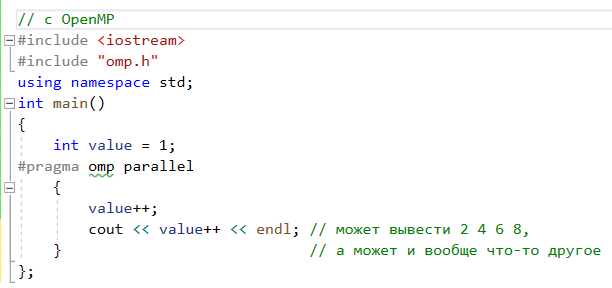 // с OpenMP
#include <iostream>
#include "omp.h"
using namespace std;
int main()
{
    int value = 1;
#pragma omp parallel
    {
        value++;
        cout << value++ << endl; // может вывести 2 4 6 8,
    }                            // а может и вообще что-то другое
};